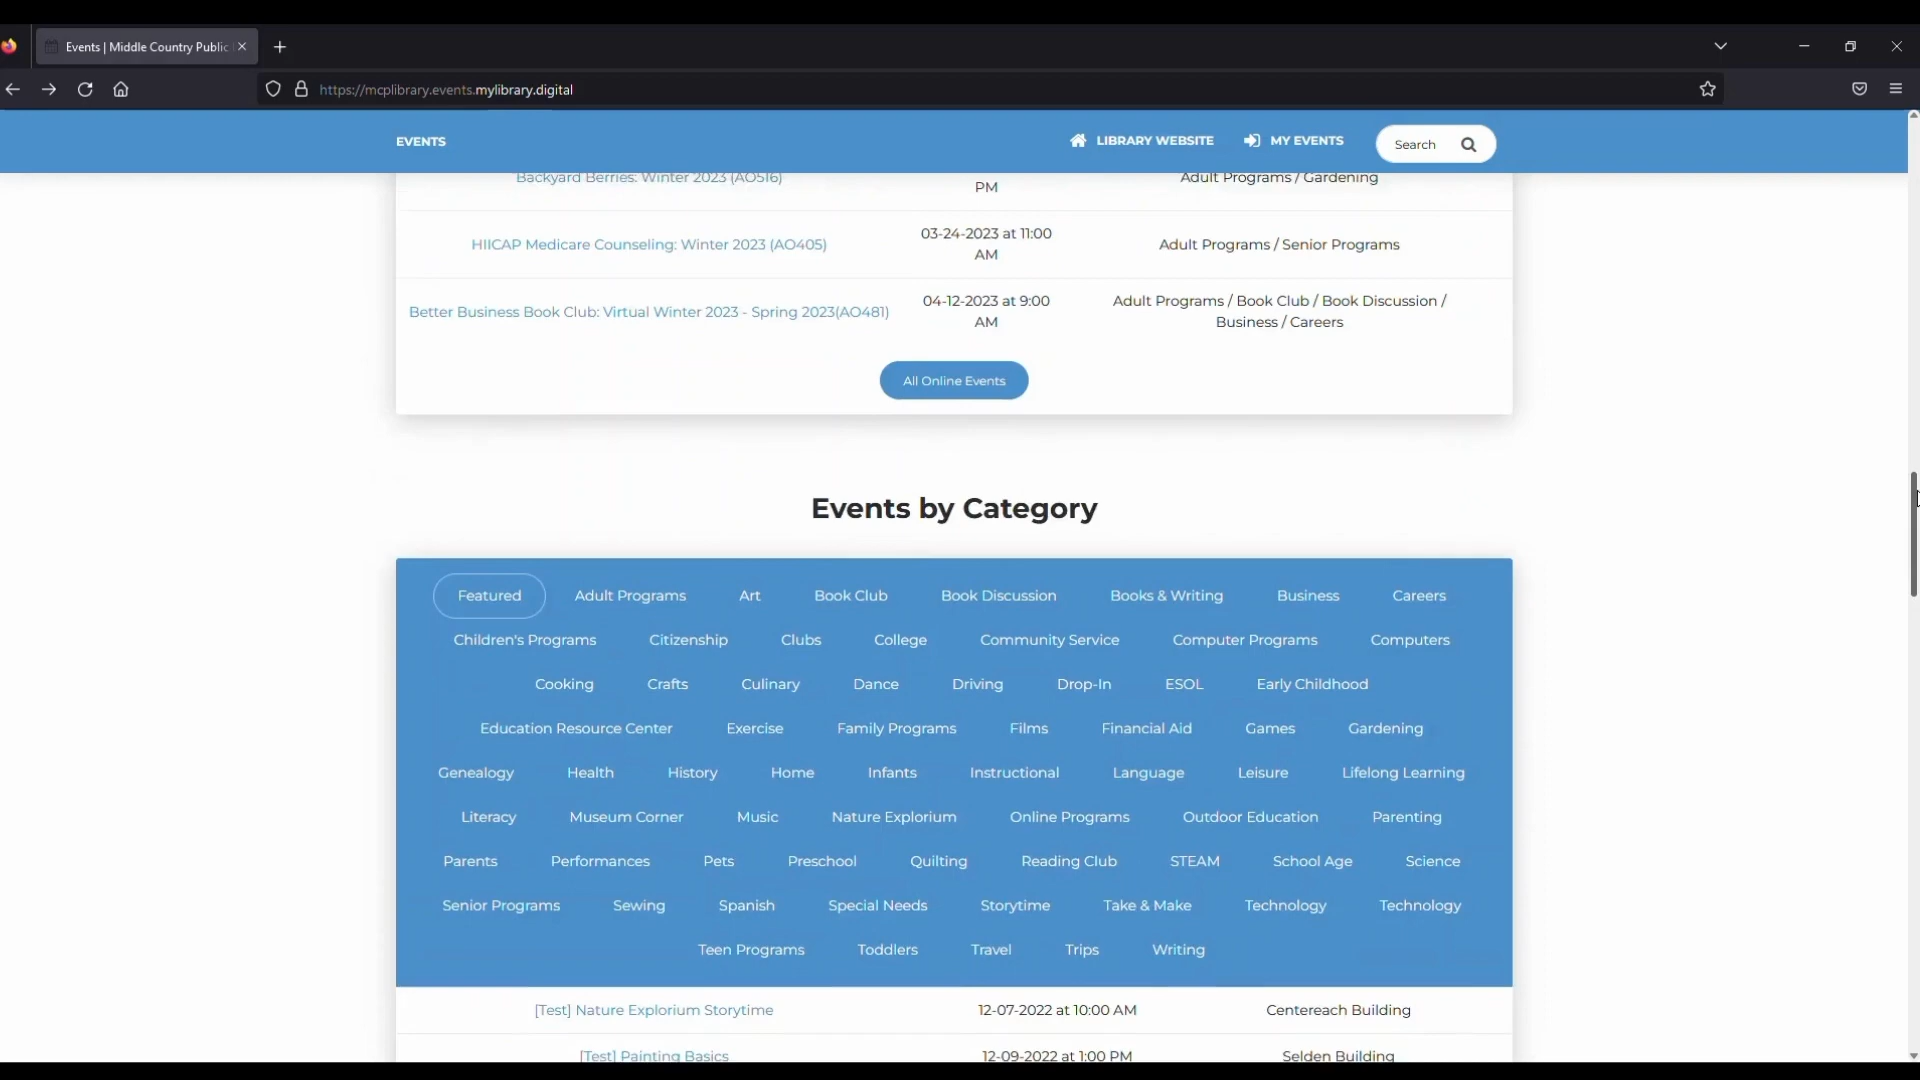 Events | Middle Country Public
https://mcplibrary.events.mylibrary.digital
EVENTS
LIBRARY WEBSITE
MY EVENTS
Search
Backyard Berries: Winter 2023 (AO516)
PM
Adult Programs / Gardening
HIICAP Medicare Counseling: Winter 2023 (AO405)
03-24-2023 at 11:00
AM
Adult Programs / Senior Programs
Better Business Book Club: Virtual Winter 2023 - Spring 2023(AO481)
04-12-2023 at 9:00
AM
Adult Programs / Book Club / Book Discussion /
Business / Careers
All Online Events
Events by Category
Featured Adult Programs Art Book Club Book Discussion Books & Writing Business Careers
Children's Programs Citizenship Clubs College Community Service Computer Programs Computers
Cooking Crafts Culinary Dance Driving Drop-In ESOL Early Childhood
Education Resource Center Exercise Family Programs Films Financial Aid Games Gardening
Genealogy Health History Home Infants Instructional Language Leisure Lifelong Learning
Literacy Museum Corner Music Nature Explorium Online Programs Outdoor Education Parenting
Parents Performances Pets Preschool Quilting Reading Club STEAM School Age Science
Senior Programs Sewing Spanish Special Needs Storytime Take & Make Technology Technology
Teen Programs Toddlers Travel Trips Writing
[Test] Nature Explorium Storytime 12-07-2022 at 10:00 AM Centereach Building
[Test] Painting Basics 12-09-2022 at 1:00 PM Selden Building